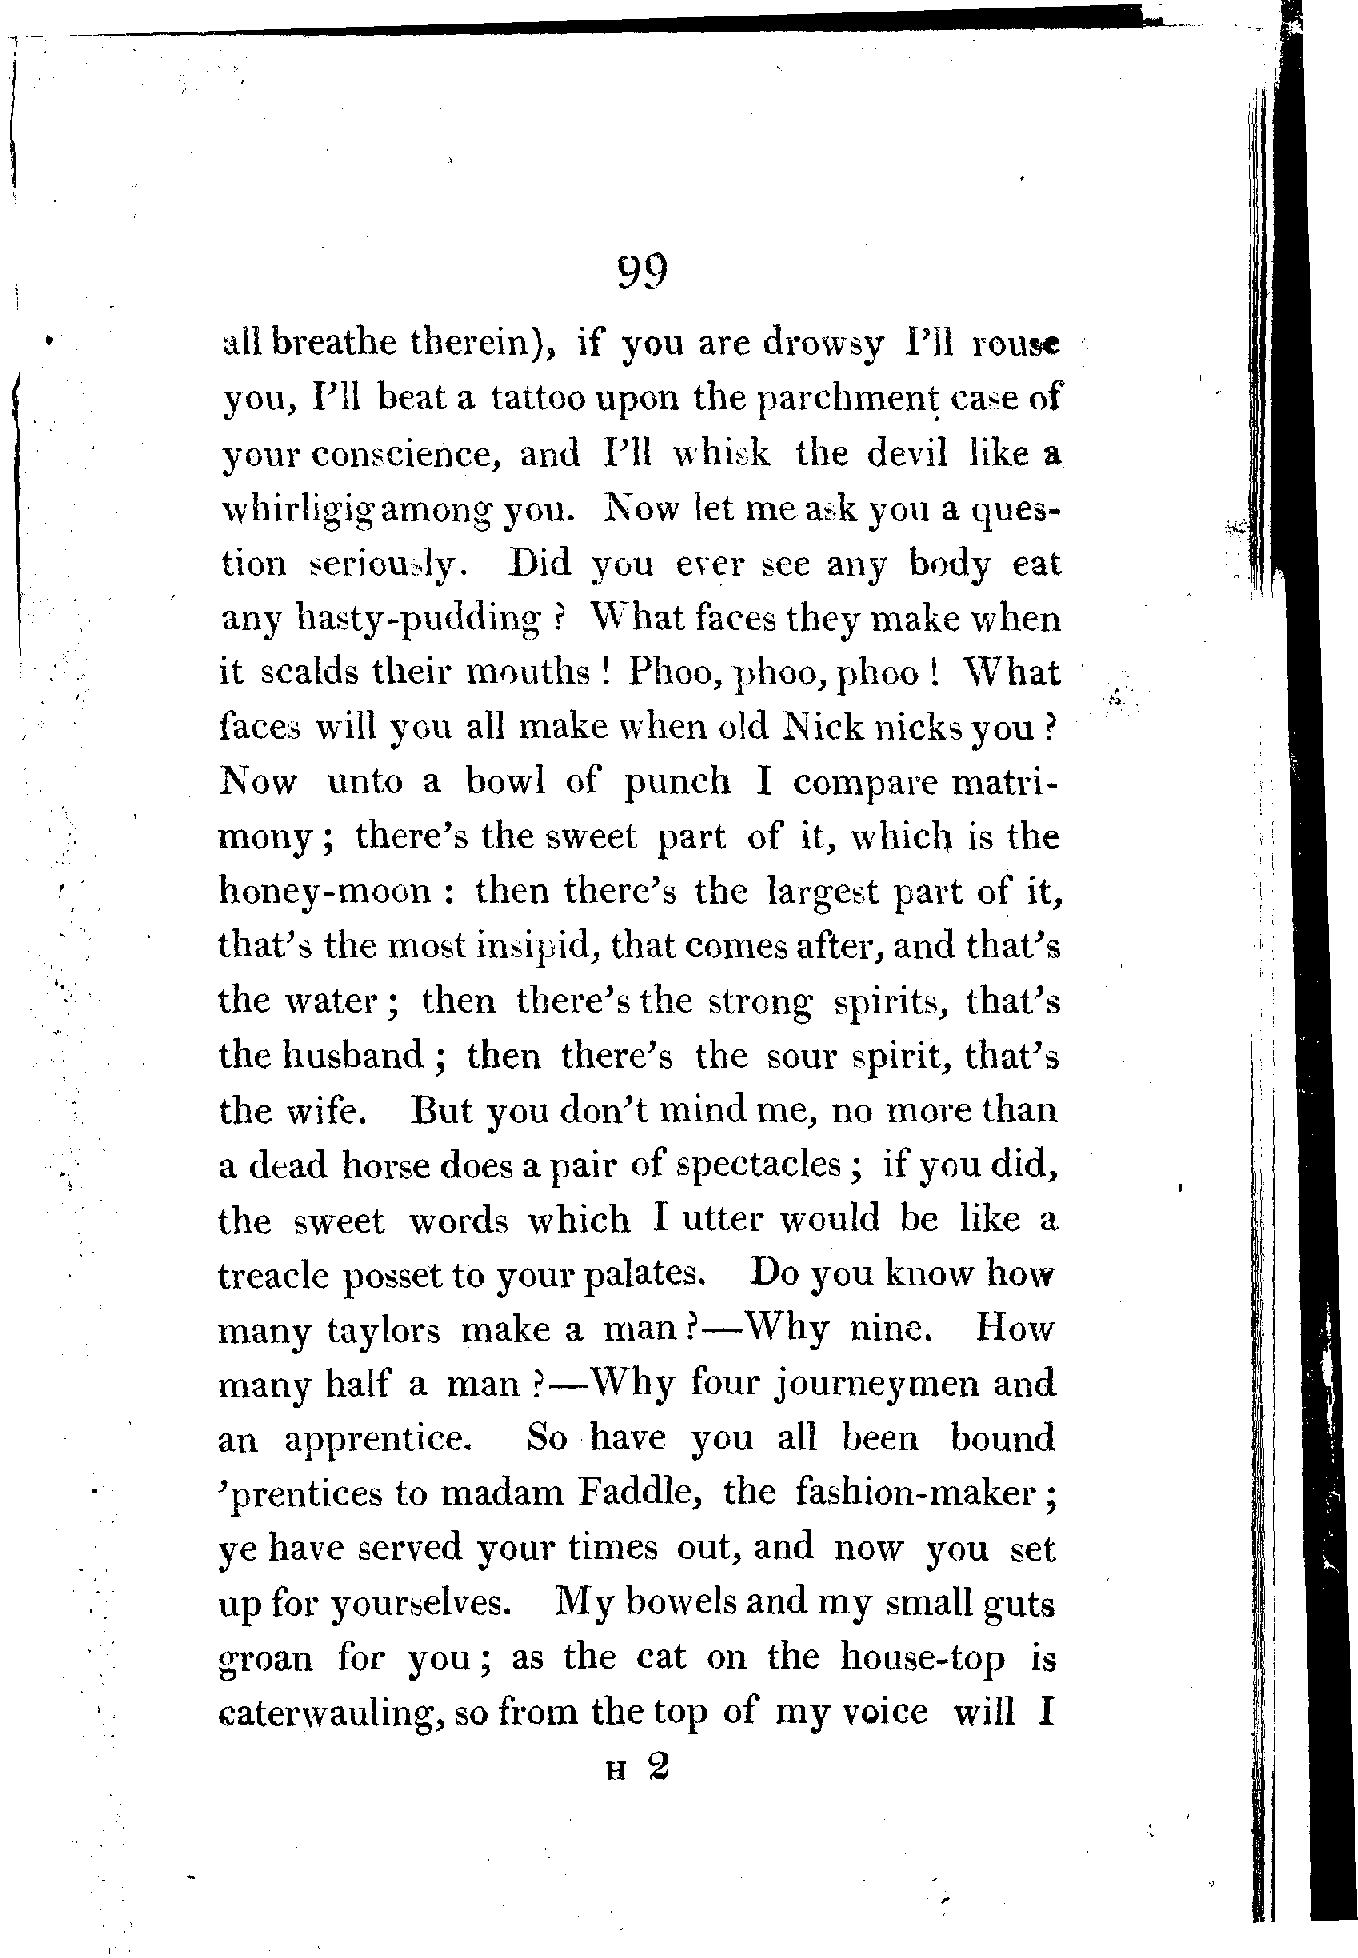 99
all breathe therein), if you are drowsy I'll rouse
you, I'll beat a tattoo upon the parchment case of
your conscience, and I'll whisk the devil like a
whirligig among you. Now let me ask you a ques-
tion seriously. Did you ever see any body eat
any hasty-pudding ? What faces they make when
it scalds their mouths ! Phoo, phoo, phoo ! What
faces will you all make when old Nick nicks you ?
Now unto a bowl of punch I compare matri-
mony ; there's the sweet part of it, which is the
honey-moon : then there's the largest part of it,
that's the most insipid, that comes after, and that's
the water ; then there's the strong spirits, that's
the husband ; then there's the sour spirit, that's
the wife. But you don't mind me, no more than
a dead horse does a pair of spectacles ; if you did,
the sweet words which I utter would be like a
treacle posset to your palates. Do you know how
many taylors make a man ?—Why nine. How
many half a man ?—Why four journeymen and
an apprentice. So have you all been bound
'prentices to madam Faddle, the fashion-maker ;
ye have served your times out, and now you set
up for yourselves. My bowels and my small guts
groan for you ; as the cat on the house-top is
caterwauling, so from the top of my voice will I
H 2